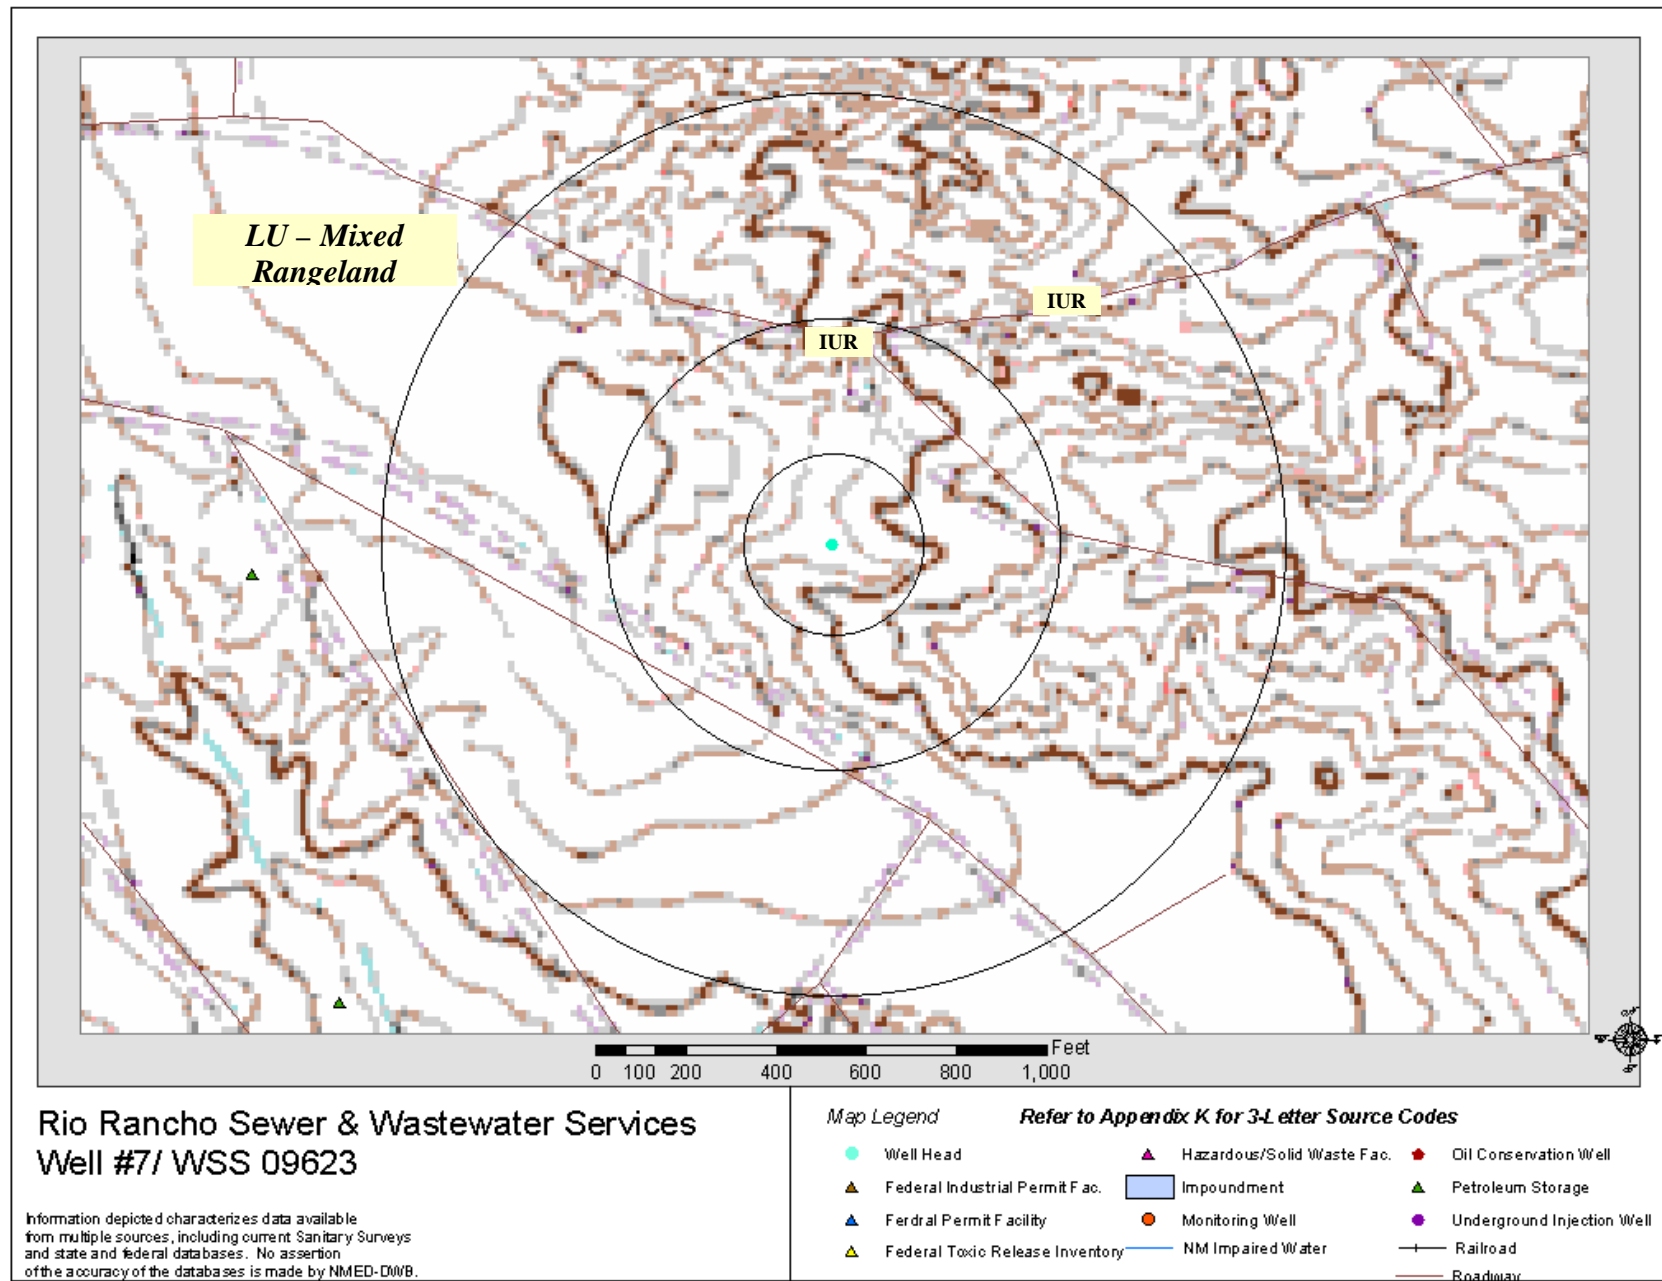 LU – Mixed
Rangeland
IUR
IUR
Feet
0 100 200 400 600 800 1,000
Rio Rancho Sewer & Wastewater Services
Well #7/ WSS 09623
Information depicted characterizes data available
from multiple sources, including current Sanitary Surveys
and state and federal databases. No assertion
of the accuracy of the databases is made by NMED-DWB.
Map Legend
Refer to Appendix K for 3-Letter Source Codes
Well Head
Federal Industrial Permit Fac.
Ferdral Permit Facility
Federal Toxic Release Inventory
Hazardous/Solid Waste Fac.
Impoundment
Monitoring Well
NM Impaired Water
Oil Conservation Well
Petroleum Storage
Underground Injection Well
Railroad
Roadway